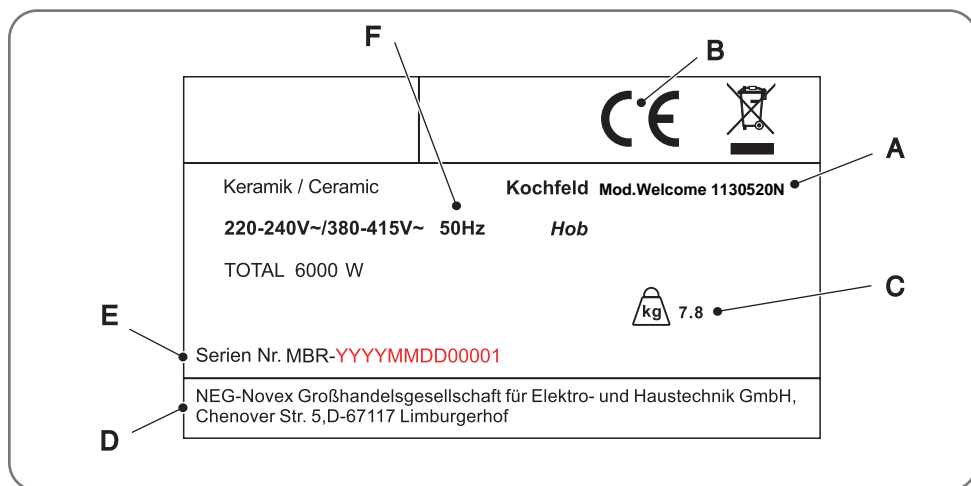 F
B
CE
A
Keramik / Ceramic
Kochfeld Mod.Welcome 1130520N
220-240V~/380-415V~ 50Hz
Hob
TOTAL 6000 W
C
kg 7.8
E
Serien Nr. MBR-YYYYMMDD00001
NEG-Novex Großhandelsgesellschaft für Elektro- und Haustechnik GmbH,
Chenover Str. 5,D-67117 Limburgerhof
D